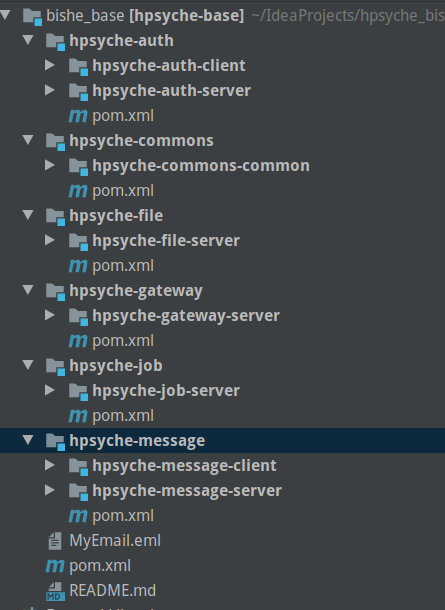 bishe_base [hpsyche-base] ~/IdeaProjects/hpsyche_bis
hpsyche-auth
hpsyche-auth-client
hpsyche-auth-server
m pom.xml
hpsyche-commons
hpsyche-commons-common
m pom.xml
hpsyche-file
hpsyche-file-server
m pom.xml
hpsyche-gateway
hpsyche-gateway-server
m pom.xml
hpsyche-job
hpsyche-job-server
m pom.xml
hpsyche-message
hpsyche-message-client
hpsyche-message-server
m pom.xml
MyEmail.eml
m pom.xml
MD README.md